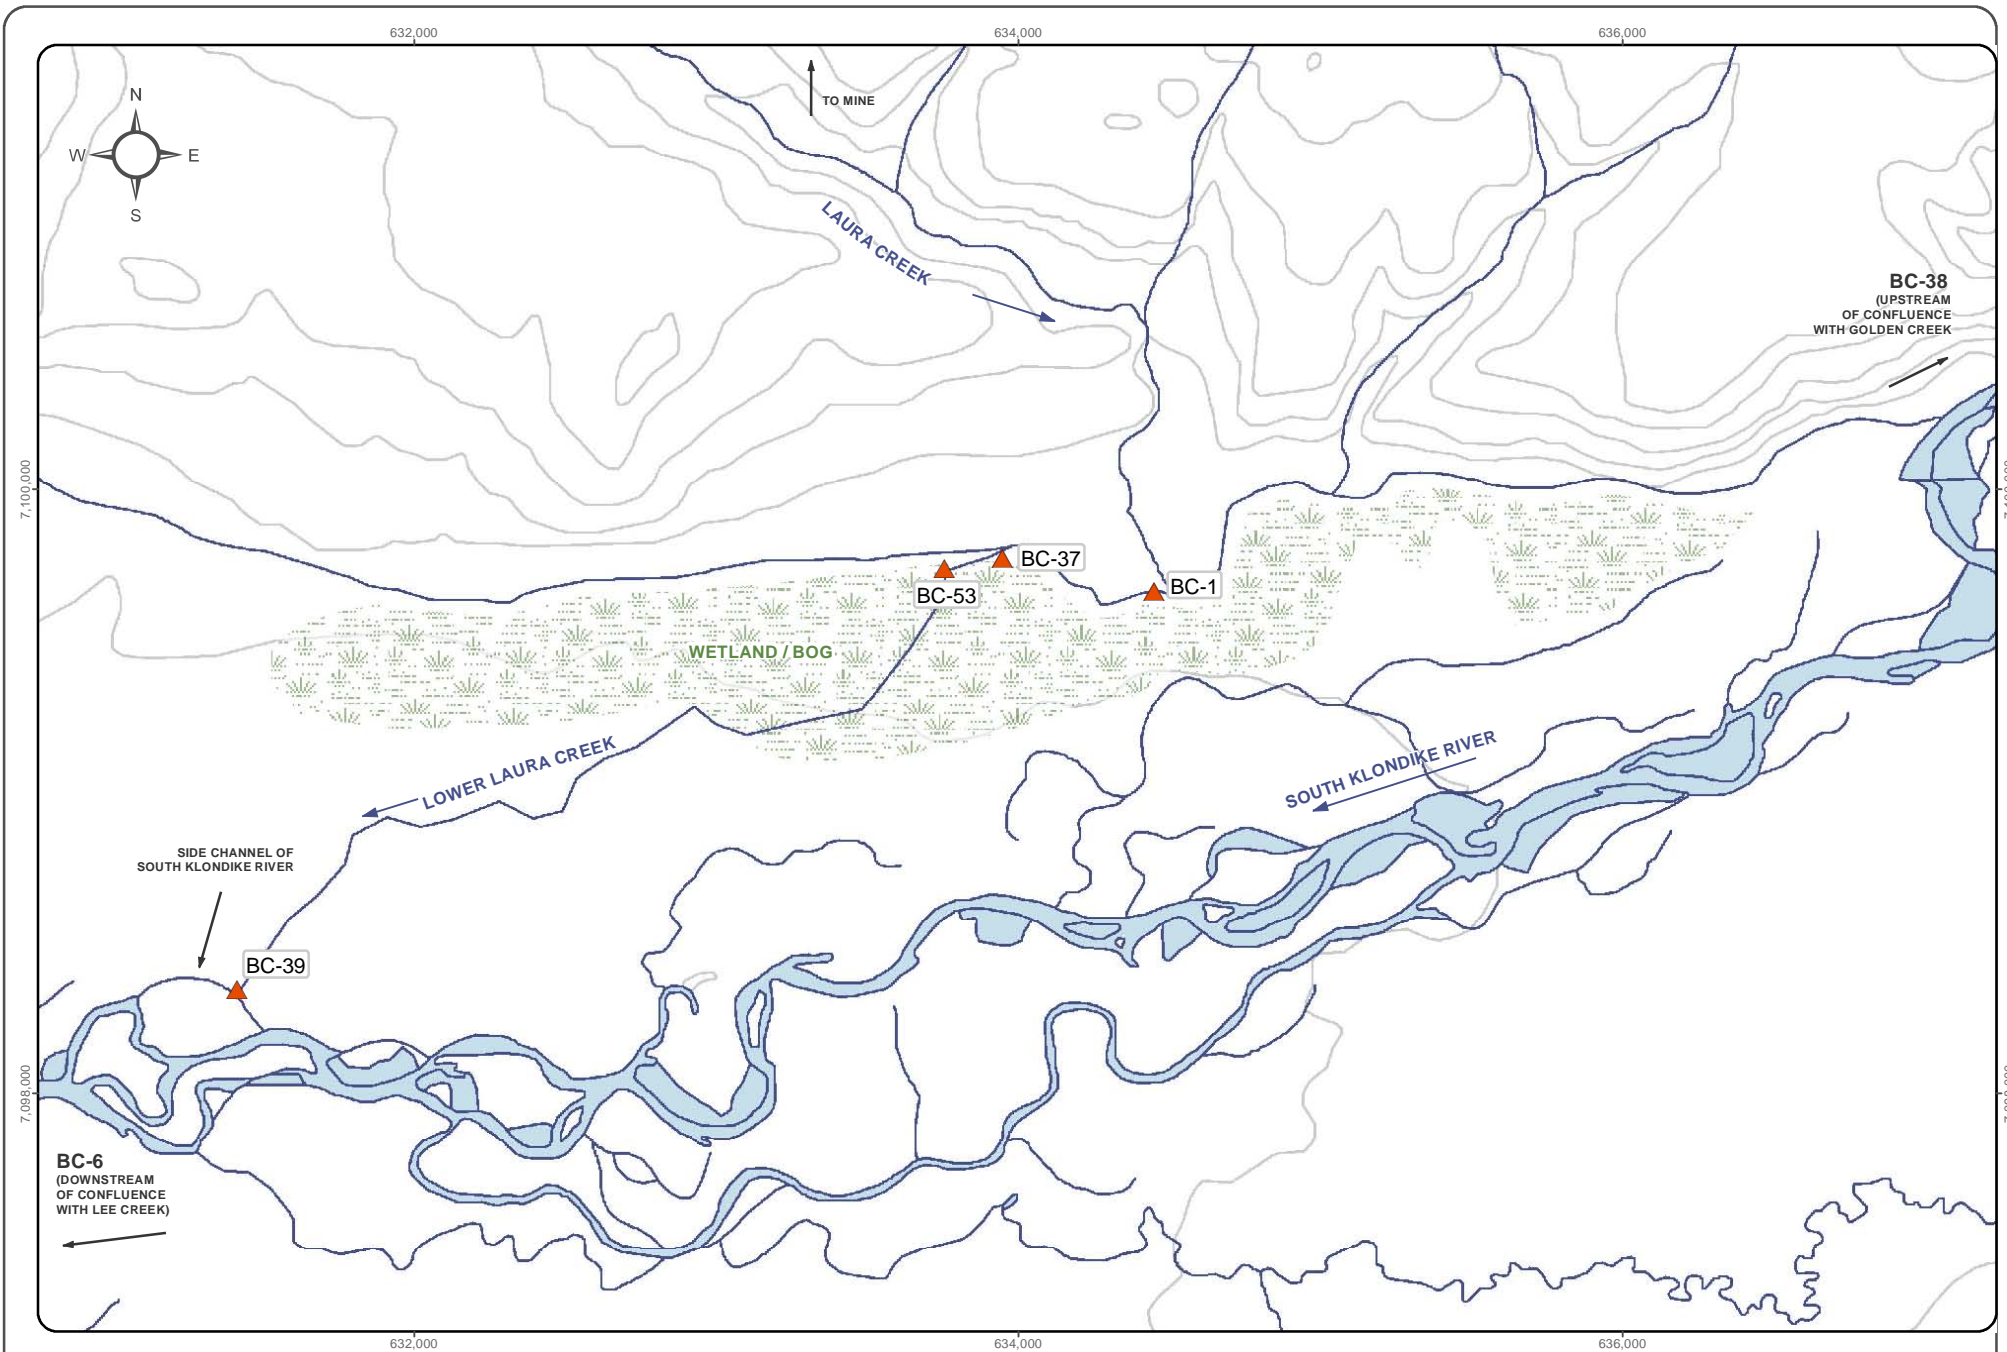 632,000
634,000
636,000
N
W
E
S
TO MINE
LAURA CREEK
BC-38
(UPSTREAM
OF CONFLUENCE
WITH GOLDEN CREEK
7,100,000
BC-37
BC-53
BC-1
WETLAND / BOG
LOWER LAURA CREEK
SOUTH KLONDIKE RIVER
SIDE CHANNEL OF
SOUTH KLONDIKE RIVER
BC-39
7,098,000
BC-6
(DOWNSTREAM
OF CONFLUENCE
WITH LEE CREEK)
632,000
634,000
636,000